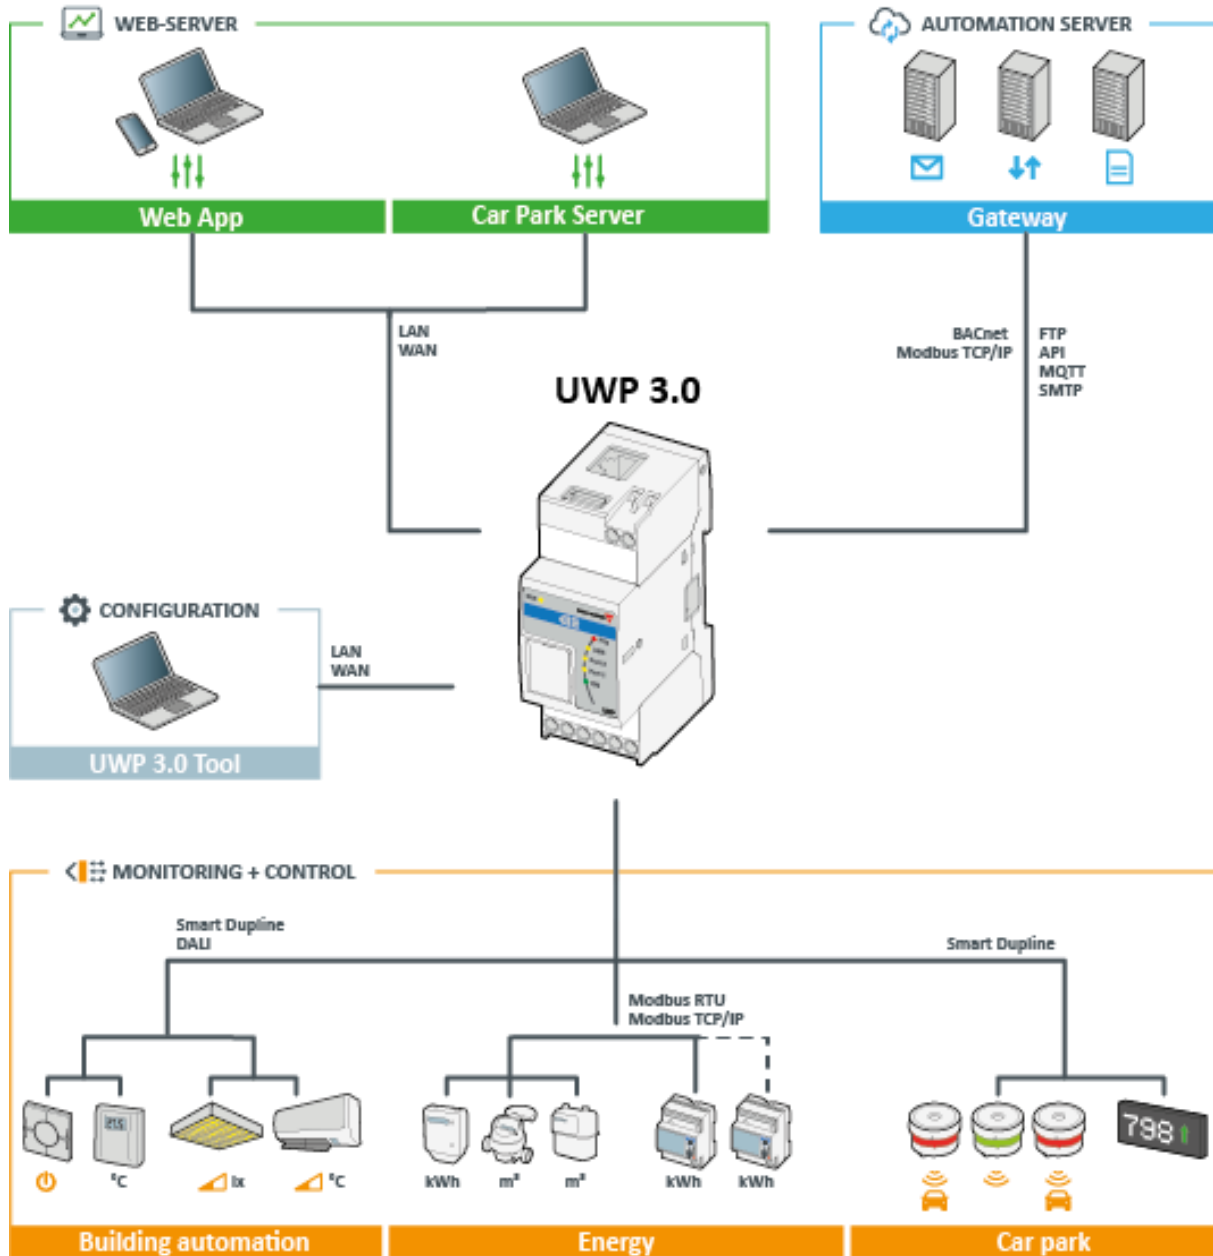 WEB-SERVER
AUTOMATION SERVER
Web App
Car Park Server
Gateway
LAN
WAN
BACnet
Modbus TCP/IP
FTP
API
MQTT
SMTP
UWP 3.0
CONFIGURATION
LAN
WAN
UWP 3.0 Tool
MONITORING + CONTROL
Smart Dupline
DALI
Smart Dupline
Modbus RTU
Modbus TCP/IP
798
°C
lx
°C
kWh
m³
m³
kWh
kWh
Building automation
Energy
Car park